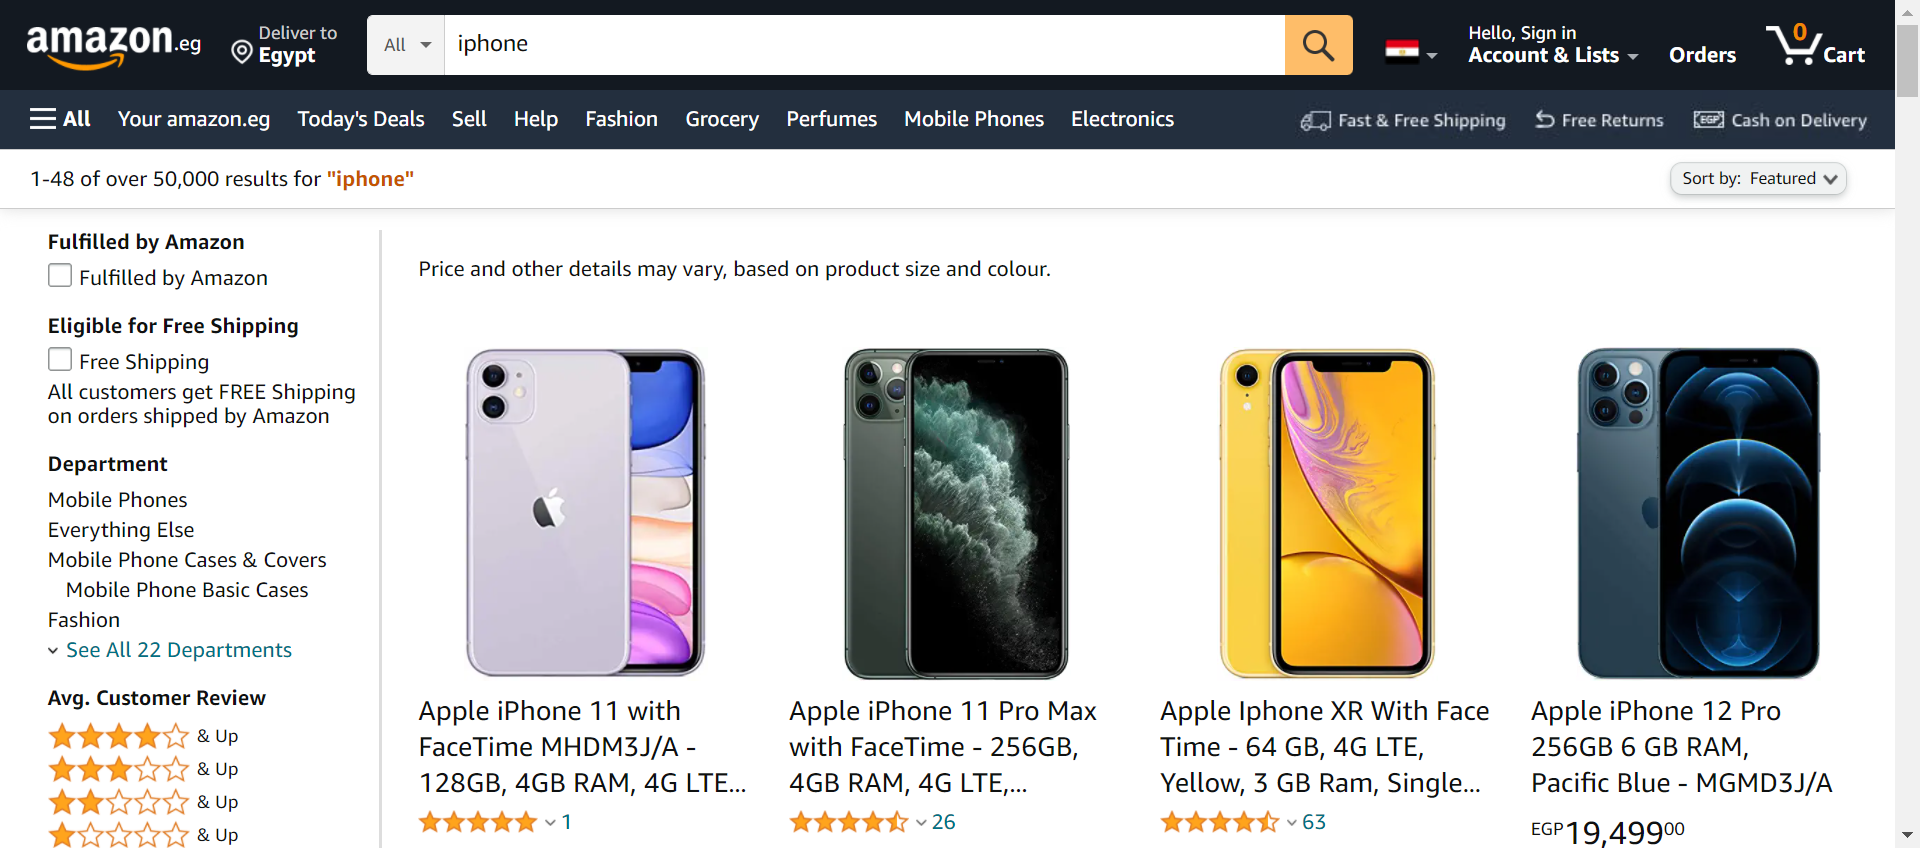 amazon.eg
Deliver to
Egypt
All
iphone
Hello, Sign in
Account & Lists
Orders
0
Cart
All
Your amazon.eg
Today's Deals
Sell
Help
Fashion
Grocery
Perfumes
Mobile Phones
Electronics
Fast & Free Shipping
Free Returns
EGP
Cash on Delivery
1-48 of over 50,000 results for "iphone"
Sort by: Featured
Fulfilled by Amazon
Fulfilled by Amazon
Eligible for Free Shipping
Free Shipping
All customers get FREE Shipping
on orders shipped by Amazon
Department
Mobile Phones
Everything Else
Mobile Phone Cases & Covers
Mobile Phone Basic Cases
Fashion
See All 22 Departments
Avg. Customer Review
& Up
& Up
& Up
& Up
Price and other details may vary, based on product size and colour.
Apple iPhone 11 with
FaceTime MHDM3J/A -
128GB, 4GB RAM, 4G LTE...
1
Apple iPhone 11 Pro Max
with FaceTime - 256GB,
4GB RAM, 4G LTE,...
26
Apple Iphone XR With Face
Time - 64 GB, 4G LTE,
Yellow, 3 GB Ram, Single...
63
Apple iPhone 12 Pro
256GB 6 GB RAM,
Pacific Blue - MGMD3J/A
EGP19,49900